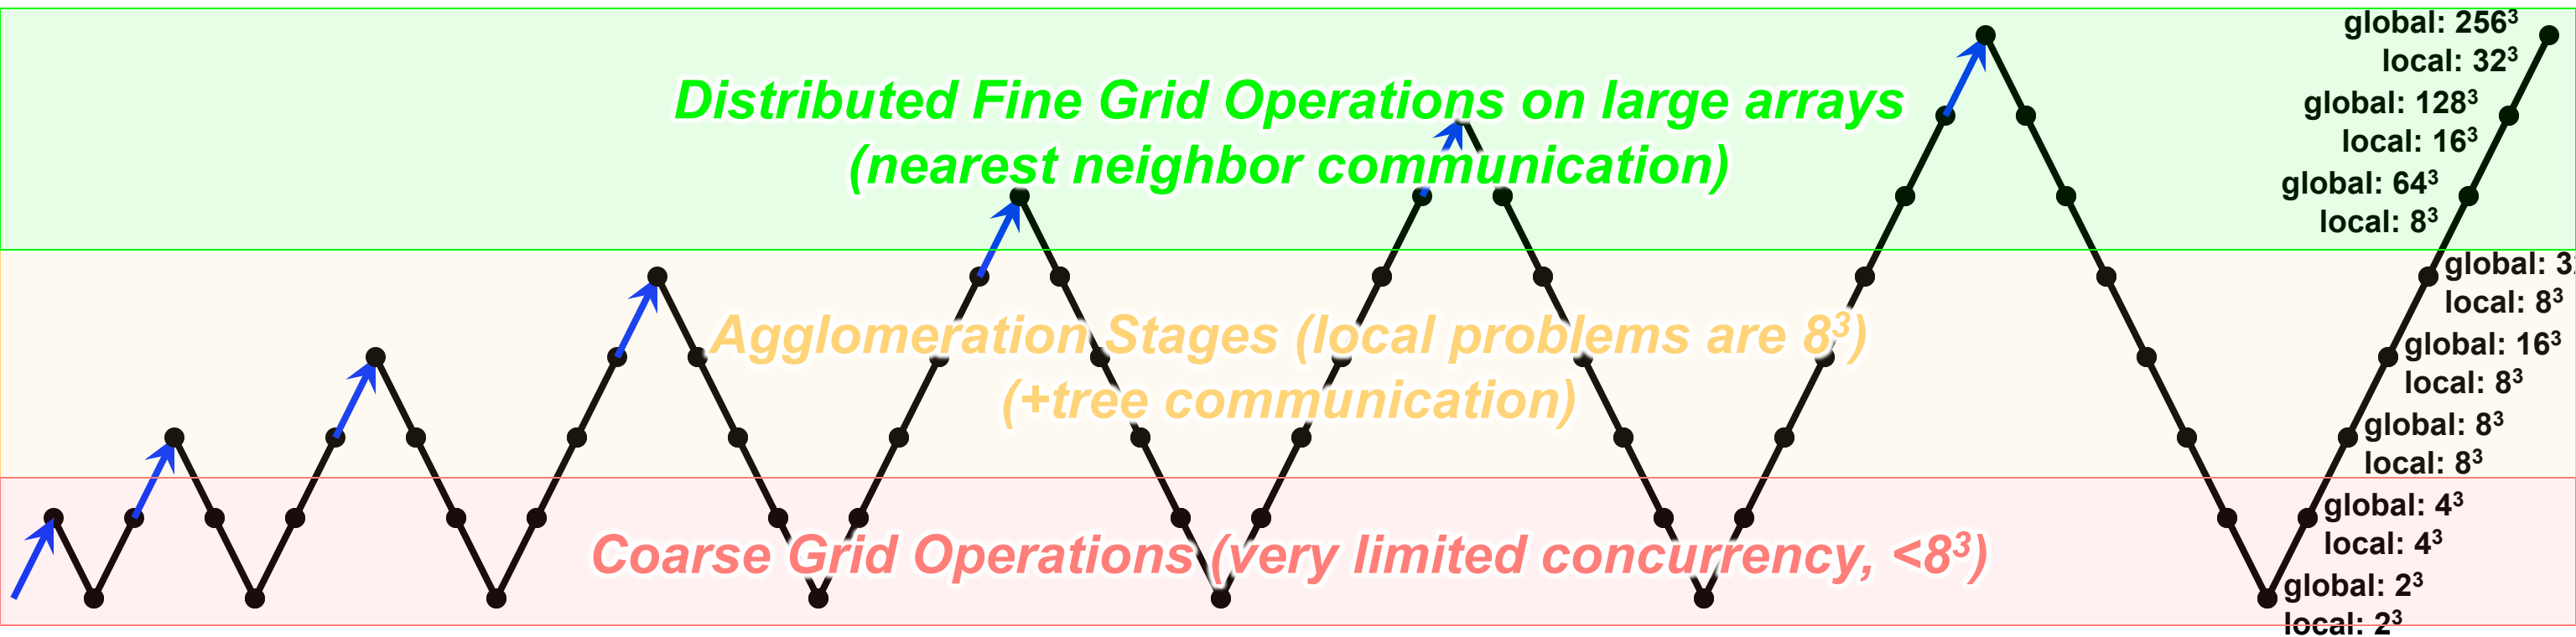 global: 256³
local: 32³
Distributed Fine Grid Operations on large arrays
global: 128³
local: 16³
(nearest neighbor communication)
global: 64³
local: 8³
global: 3
local: 8³
Agglomeration Stages (local problems are 8³)
global: 16³
local: 8³
(+tree communication)
global: 8³
local: 8³
global: 4³
local: 4³
Coarse Grid Operations (very limited concurrency, <8³)
global: 2³
local: 2³